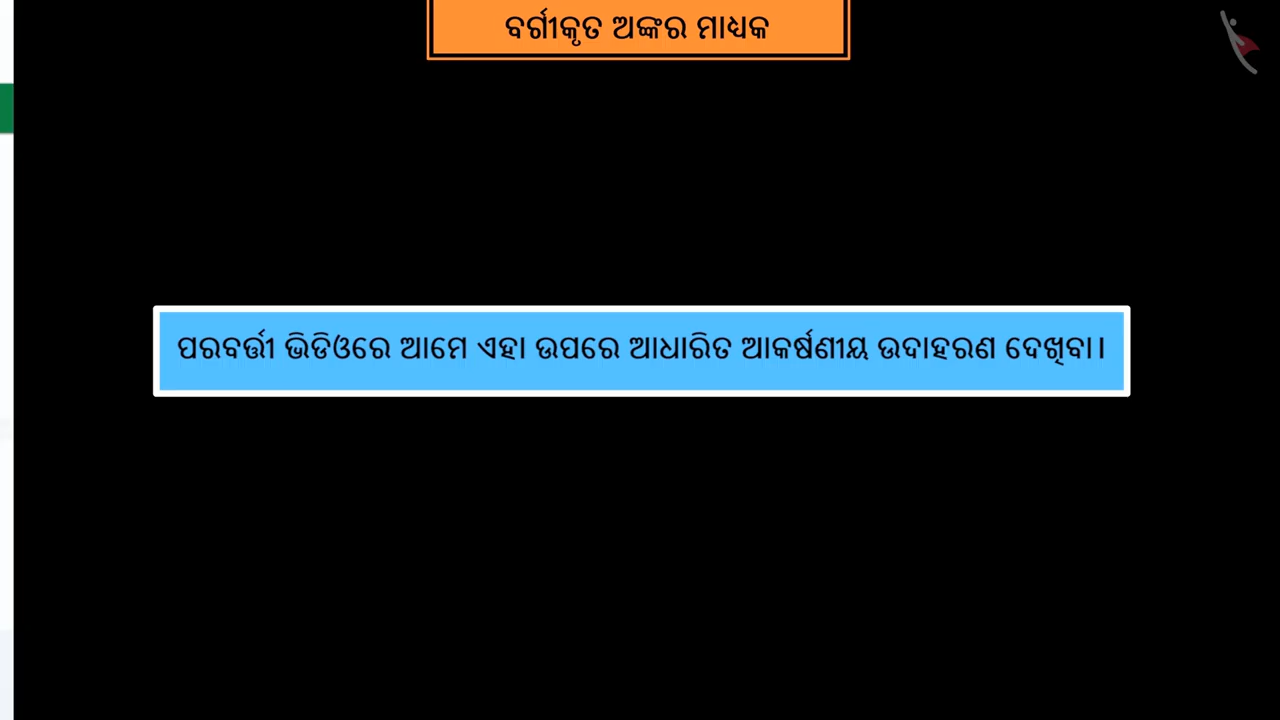 ବର୍ଗୀକୃତ ଅଙ୍କର ମାଧ୍ୟକ
ପରବର୍ତ୍ତୀ ଭିଡିଓରେ ଆମେ ଏହା ଉପରେ ଆଧାରିତ ଆକର୍ଷଣୀୟ ଉଦାହରଣ ଦେଖିବା।